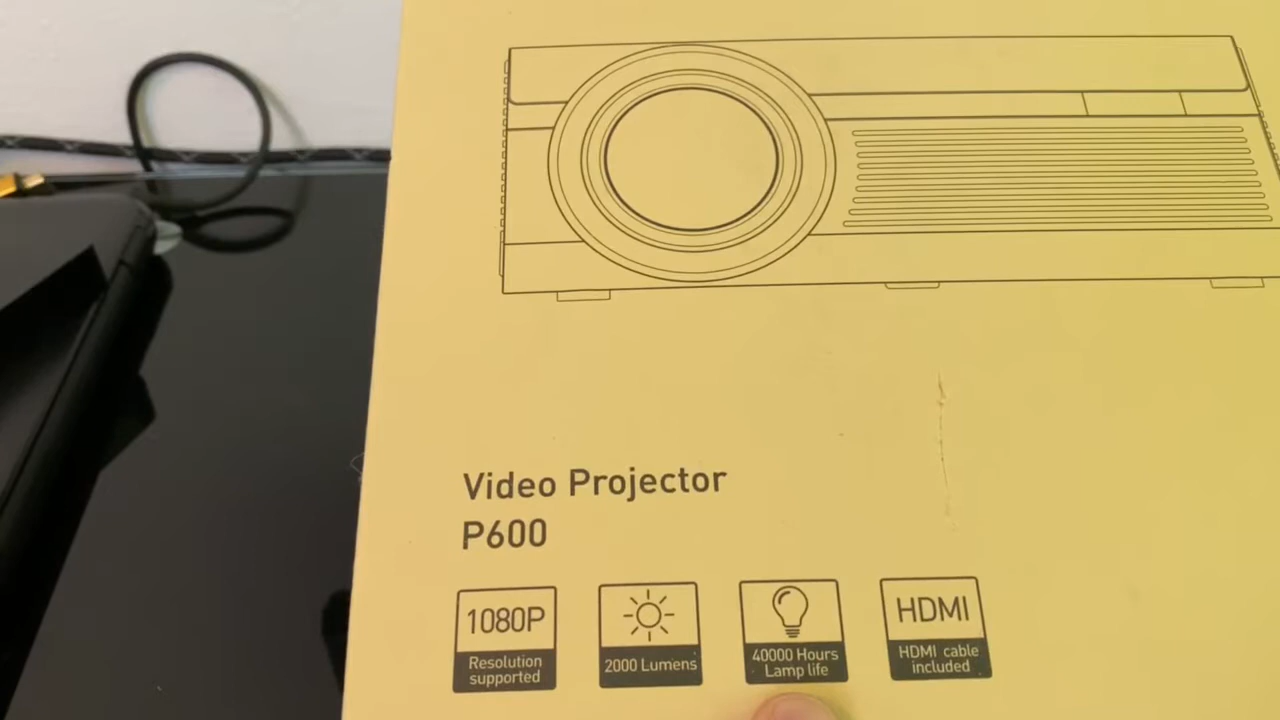 Video Projector
P600
1080P
Resolution
supported
2000 Lumens
40000 Hours
Lamp life
HDMI
HDMI cable
included